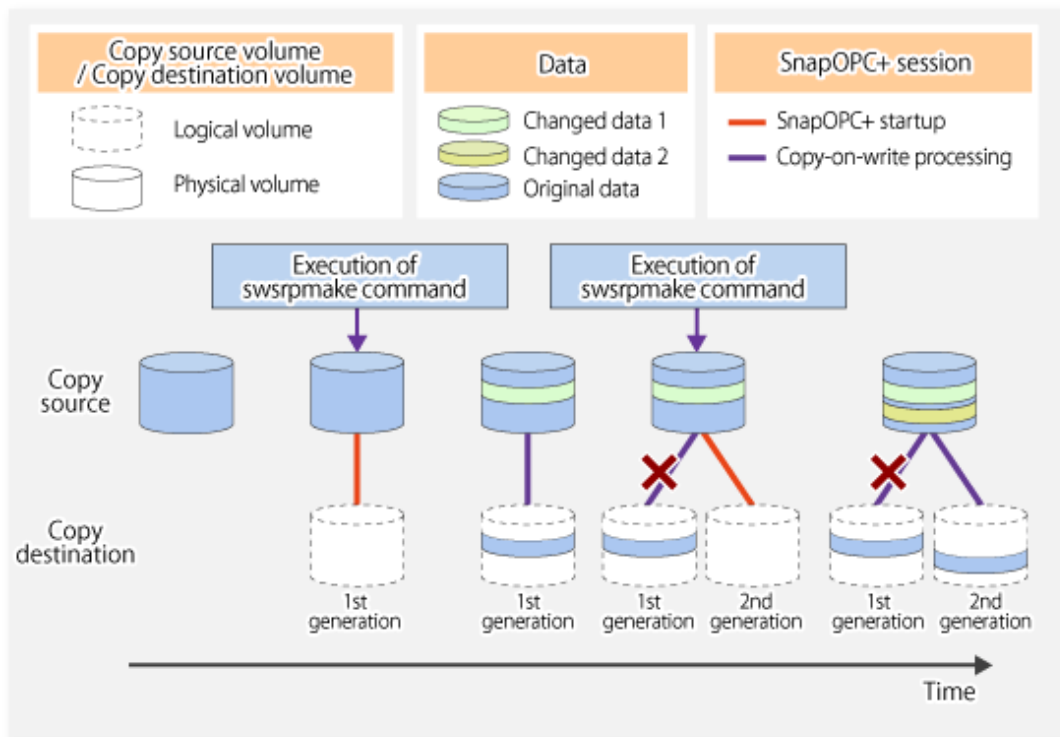 Copy source volume
/ Copy destination volume
Logical volume
Physical volume
Data
Changed data 1
Changed data 2
Original data
SnapOPC+ session
SnapOPC+ startup
Copy-on-write processing
Execution of
swsrpmake command
Execution of
swsrpmake command
Copy
source
Copy
destination
1st
generation
1st
generation
1st
generation
2nd
generation
1st
generation
2nd
generation
Time